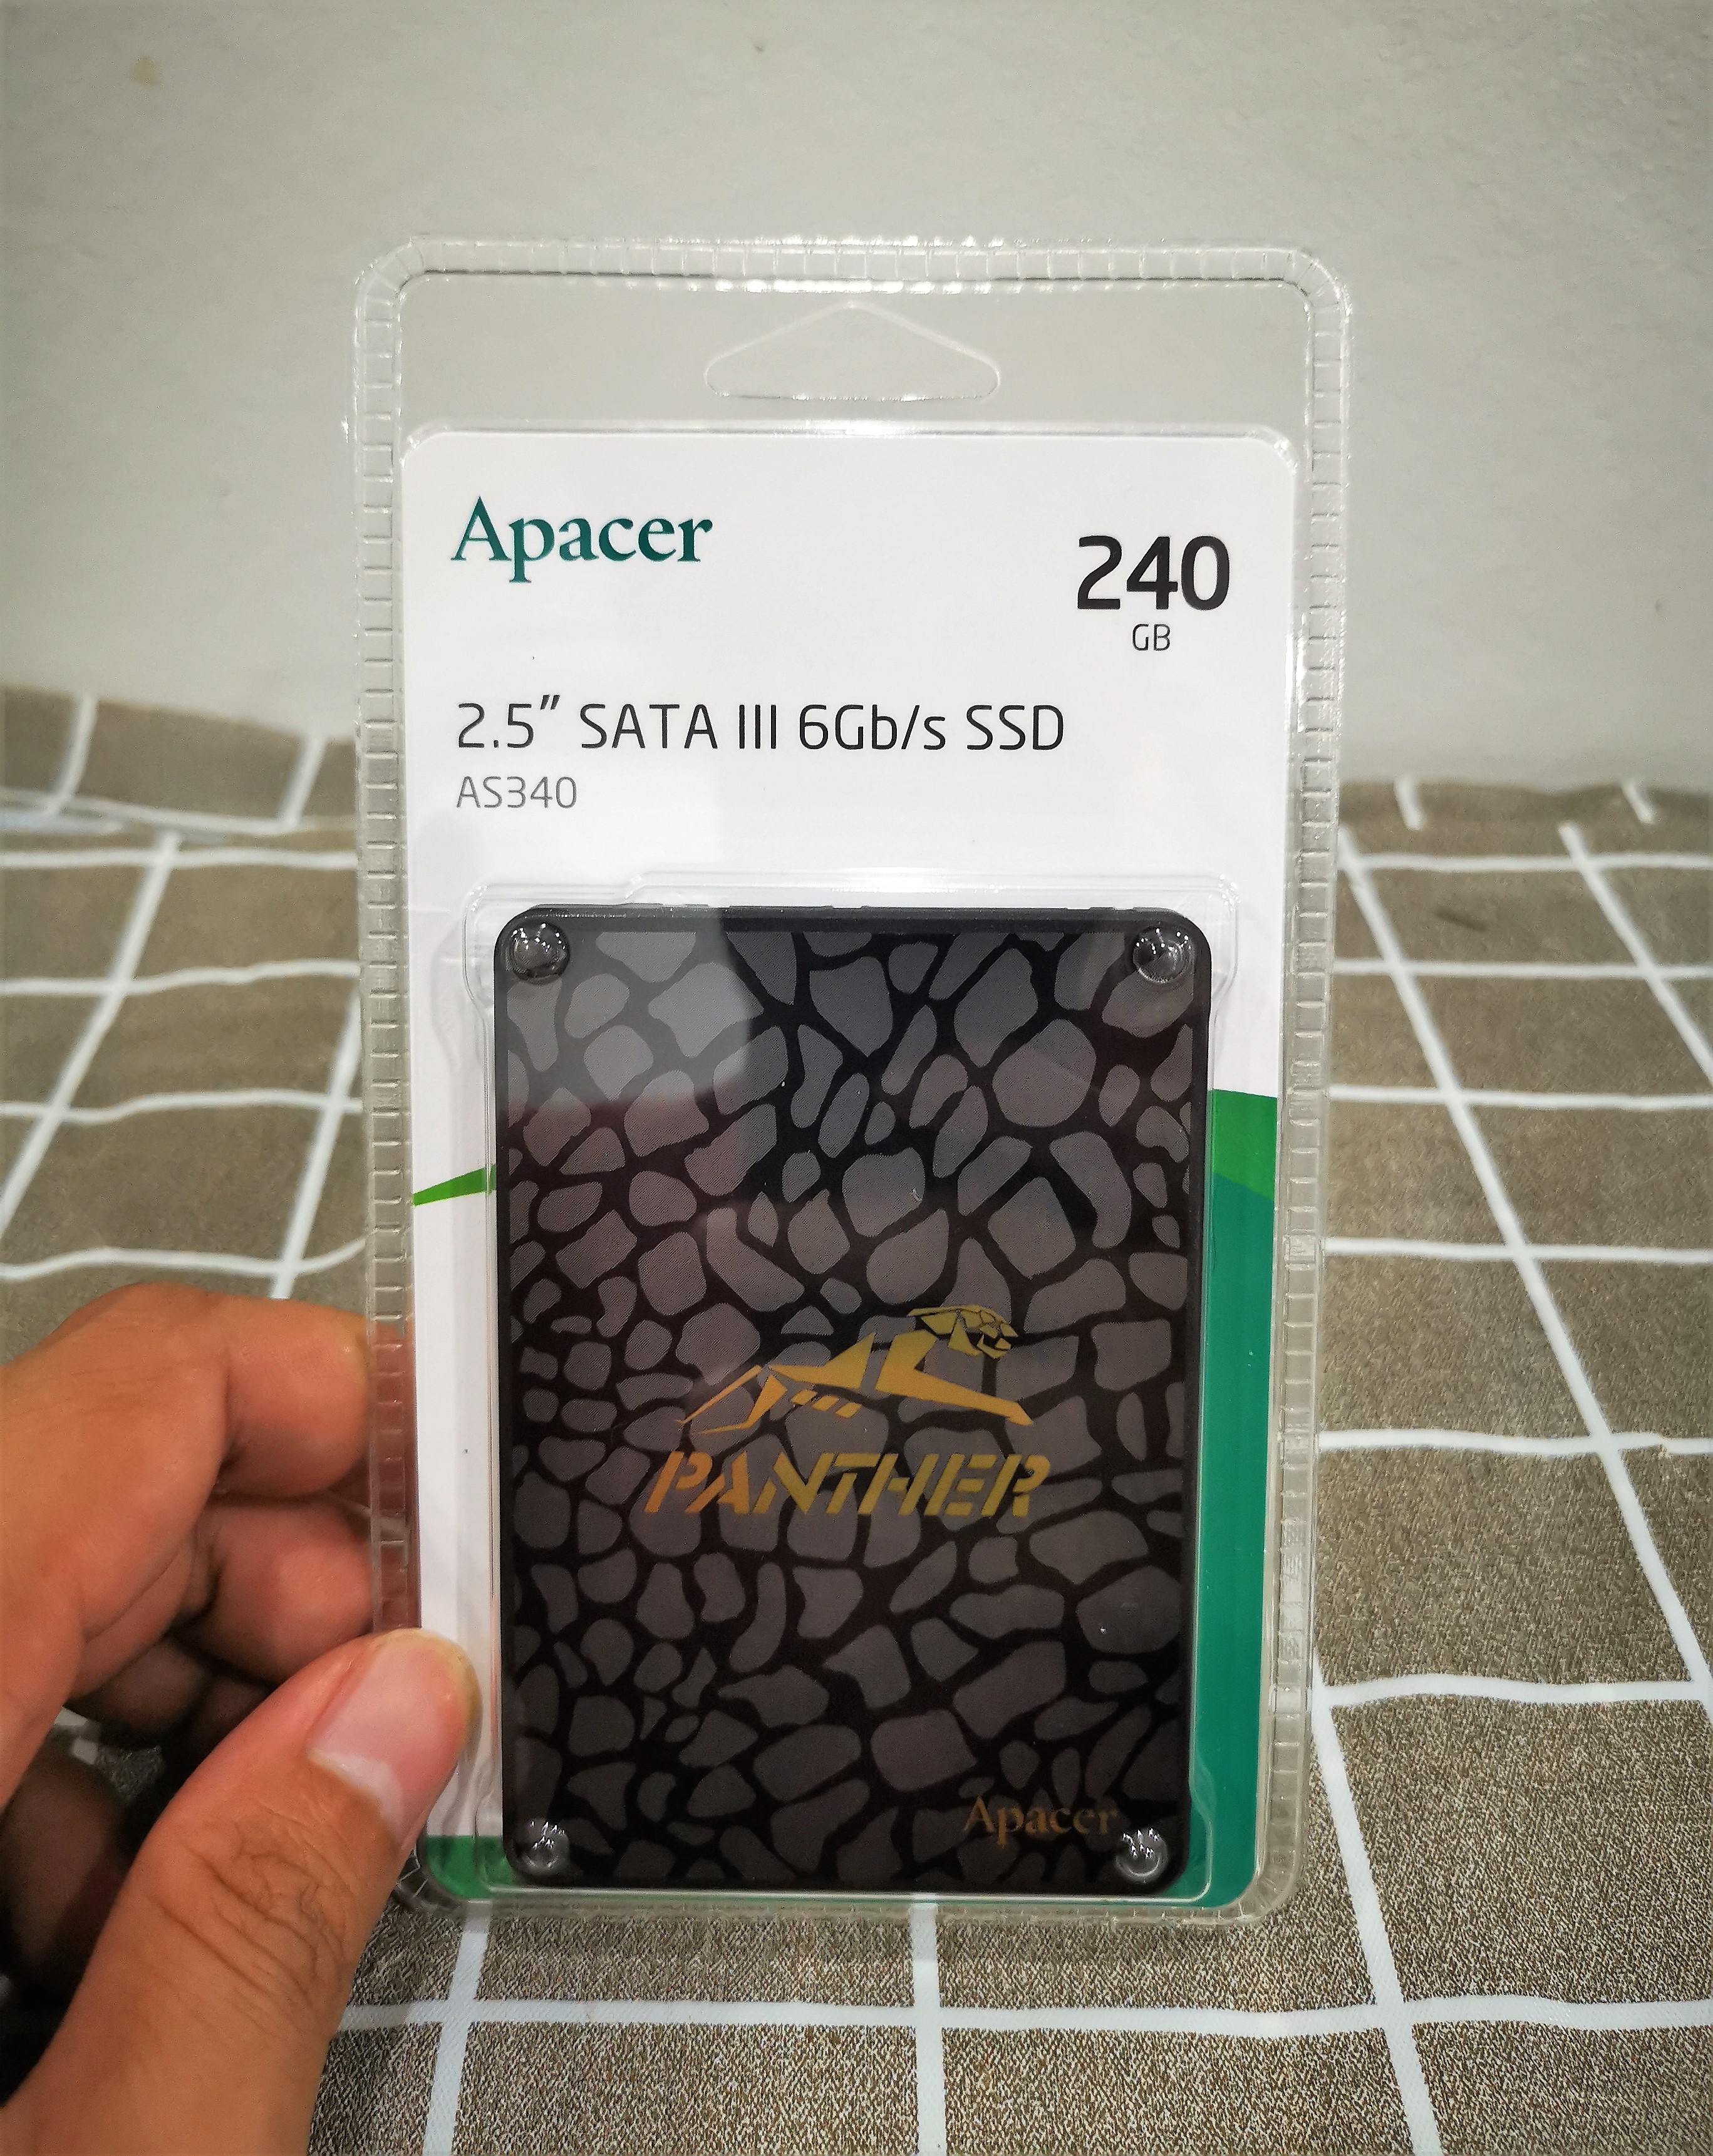 Apacer
240
GB
2.5" SATA III 6Gb/s SSD
AS340
PANTHER
Apacer